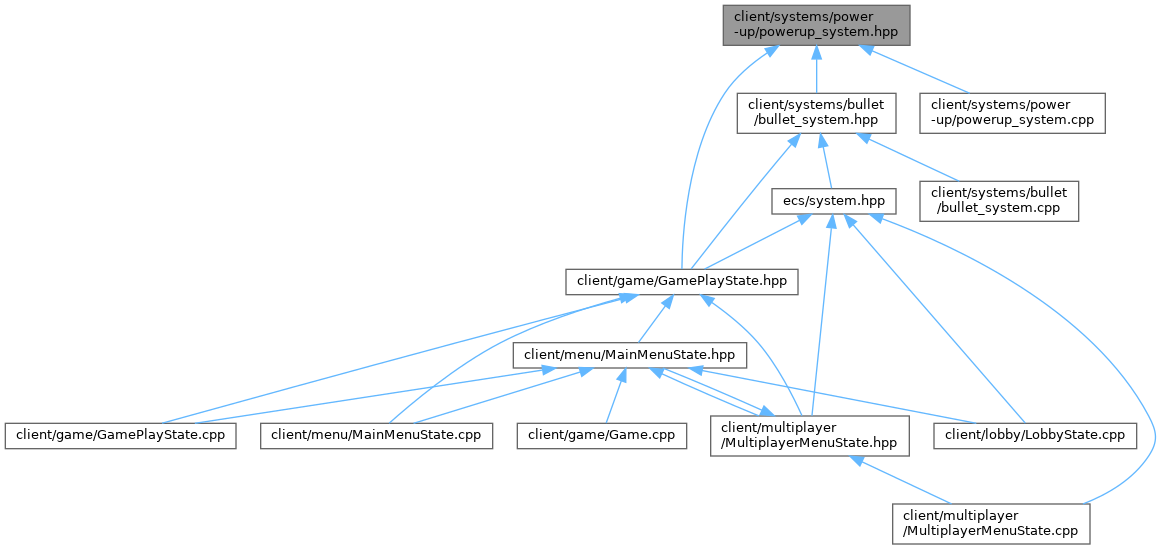 client/systems/power
-up/powerup_system.hpp
client/systems/bullet
/bullet_system.hpp
client/systems/power
-up/powerup_system.cpp
ecs/system.hpp
client/systems/bullet
/bullet_system.cpp
client/game/GamePlayState.hpp
client/menu/MainMenuState.hpp
client/game/GamePlayState.cpp
client/menu/MainMenuState.cpp
client/game/Game.cpp
client/multiplayer
/MultiplayerMenuState.hpp
client/lobby/LobbyState.cpp
client/multiplayer
/MultiplayerMenuState.cpp